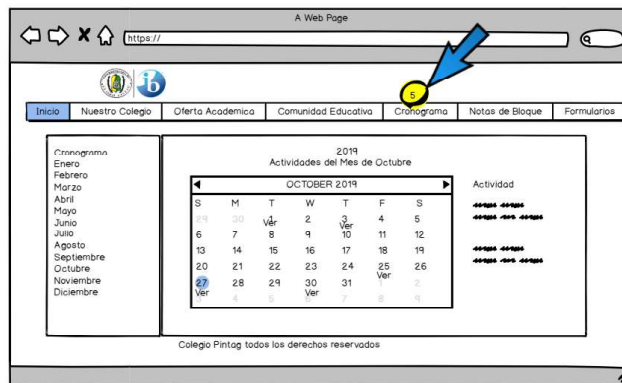 A Web Page
https://
ib
5
Inicio Nuestro Colegio Oferta Academica Comunidad Educativa Cronograma Notas de Bloque Formularios
Cronograma
Enero
Febrero
Marzo
Abril
Mayo
Junio
Julio
Agosto
Septiembre
Octubre
Noviembre
Diciembre
2019
Actividades del Mes de Octubre
OCTOBER 2019
S M T W T F S
29 30 1 2 3 4 5
Ver Ver
6 7 8 9 10 11 12
13 14 15 16 17 18 19
20 21 22 23 24 25 26
Ver
27 28 29 30 31 1 2
Ver Ver
3 4 5 6 7 8 9
Actividad
Colegio Pintag todos los derechos reservados